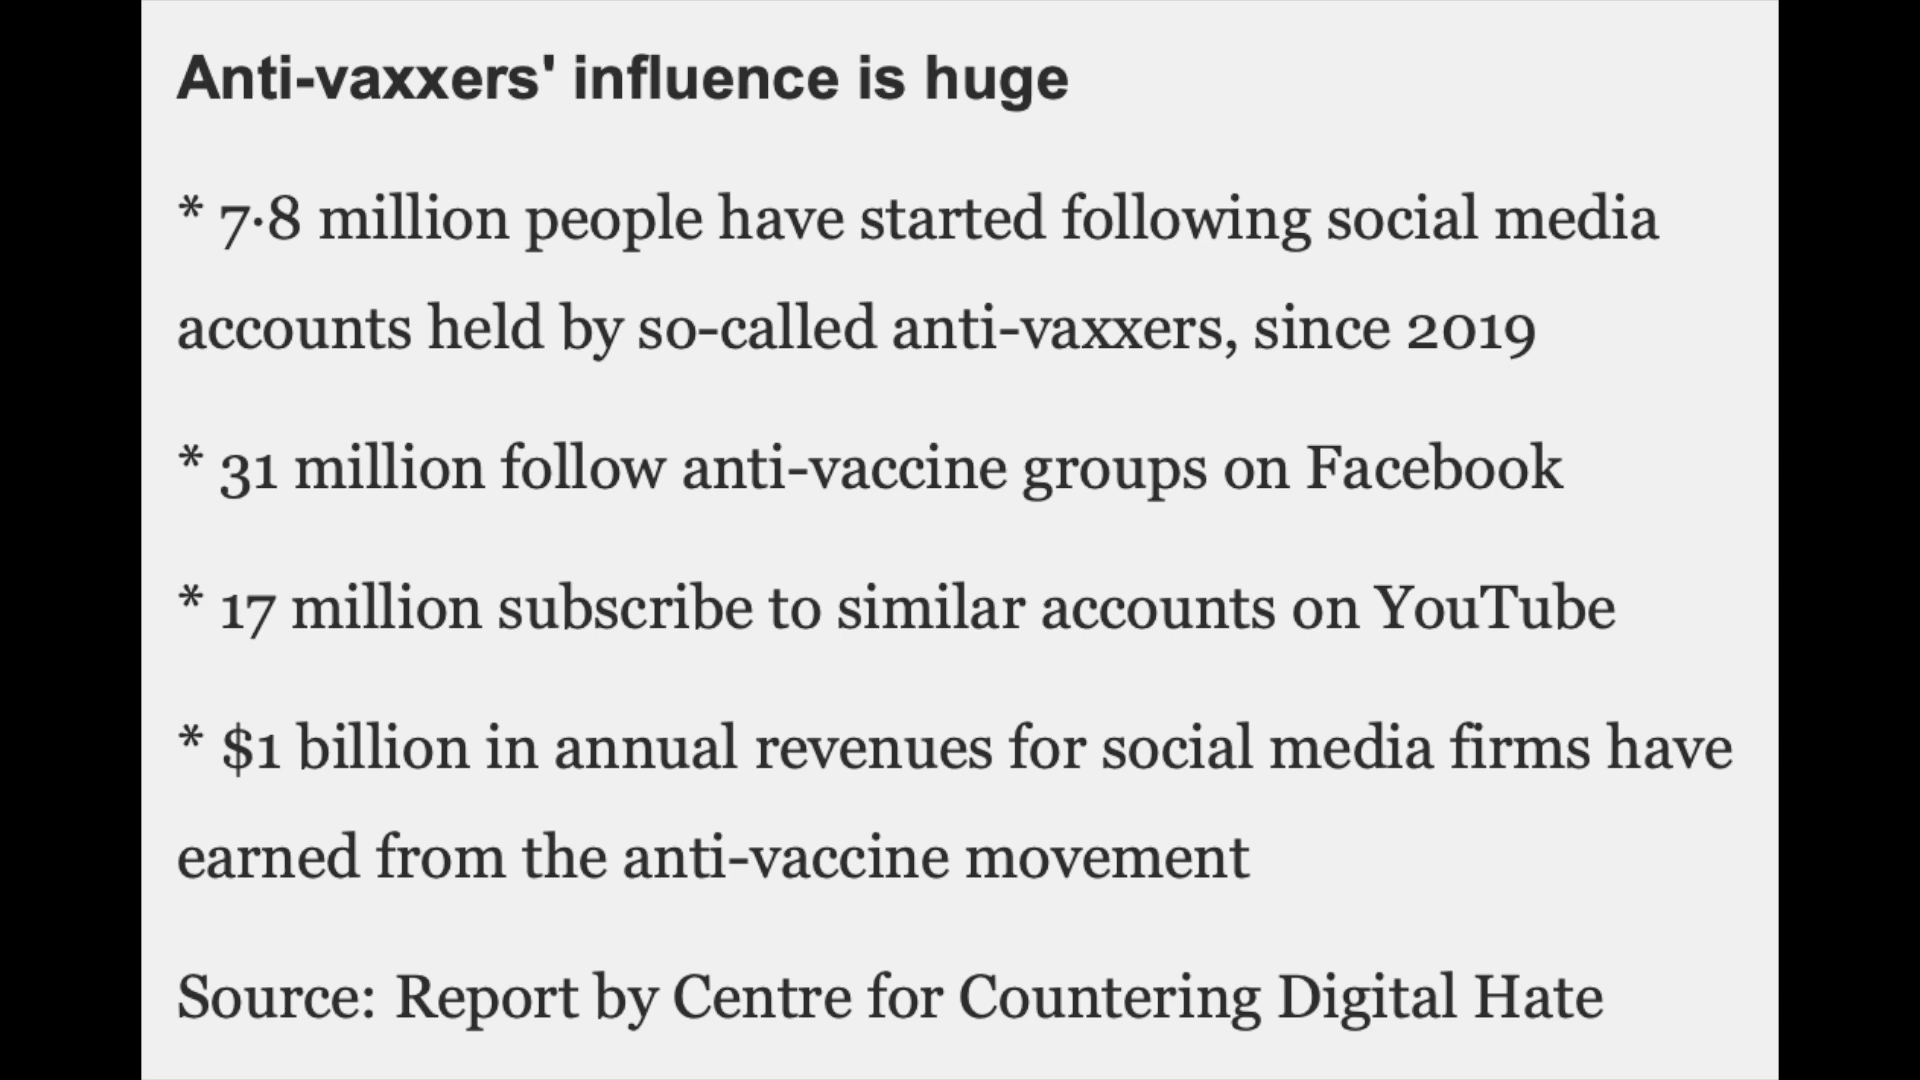 Anti-vaxxers' influence is huge
* 7·8 million people have started following social media
accounts held by so-called anti-vaxxers, since 2019
* 31 million follow anti-vaccine groups on Facebook
* 17 million subscribe to similar accounts on YouTube
* $1 billion in annual revenues for social media firms have
earned from the anti-vaccine movement
Source: Report by Centre for Countering Digital Hate